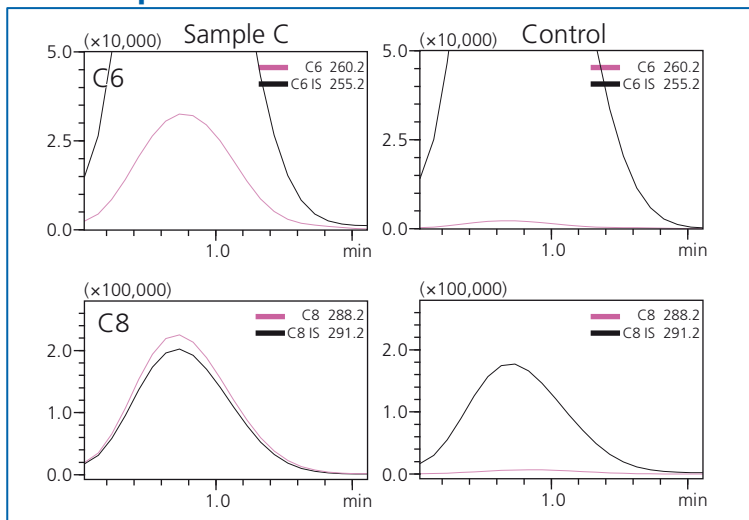 Sample C
Control
(×10,000)
5.0
2.5
0.0
C6
C6 260.2
C6 IS 255.2
1.0
min
(×10,000)
5.0
2.5
0.0
C6 260.2
C6 IS 255.2
1.0
min
(×100,000)
2.0
1.0
0.0
C8
C8 288.2
C8 IS 291.2
1.0
min
(×100,000)
2.0
1.0
0.0
C8 288.2
C8 IS 291.2
1.0
min